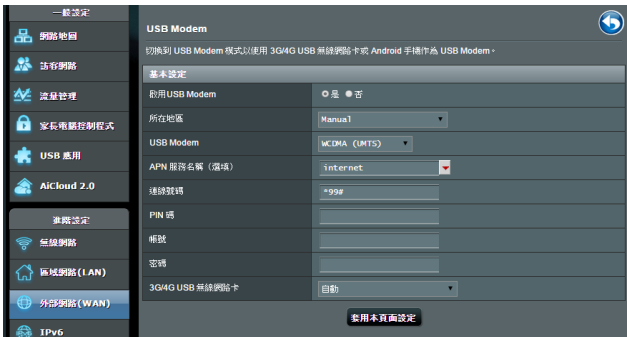 一般設定
網路地圖
訪客網路
流量管理
家長電腦控制程式
USB 應用
AiCloud 2.0
進階設定
無線網路
區域網路(LAN)
外部網路(WAN)
IPv6
USB Modem
切換到 USB Modem 模式以使用 3G/4G USB 無線網路卡或 Android 手機作為 USB Modem。
基本設定
啟用USB Modem 是 否
所在地區 Manual
USB Modem WCDMA (UMTS)
APN 服務名稱（選填） internet
連線號碼 *99#
PIN 碼
帳號
密碼
3G/4G USB 無線網路卡 自動
套用本頁面設定